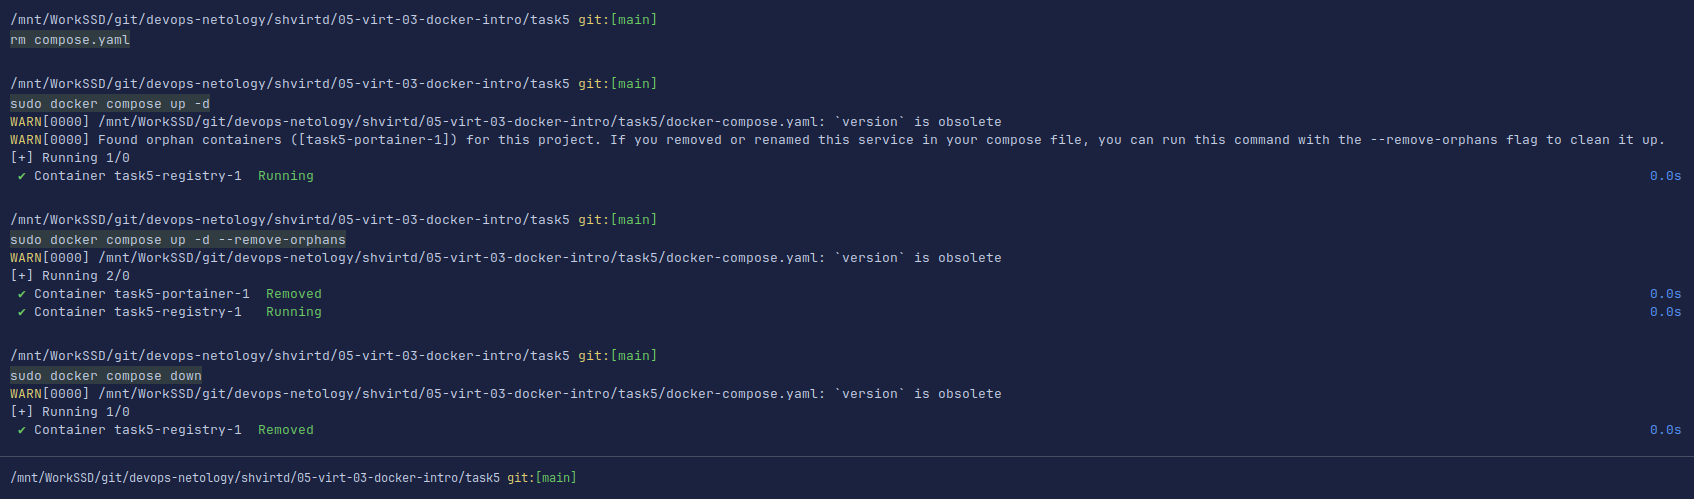 /mnt/WorkSSD/git/devops-netology/shvirtd/05-virt-03-docker-intro/task5 git:[main]
rm compose.yaml
/mnt/WorkSSD/git/devops-netology/shvirtd/05-virt-03-docker-intro/task5 git:[main]
sudo docker compose up -d
WARN[0000] /mnt/WorkSSD/git/devops-netology/shvirtd/05-virt-03-docker-intro/task5/docker-compose.yaml: `version` is obsolete
WARN[0000] Found orphan containers ([task5-portainer-1]) for this project. If you removed or renamed this service in your compose file, you can run this command with the --remove-orphans flag to clean it up.
[+] Running 1/0
✔ Container task5-registry-1  Running 0.0s
/mnt/WorkSSD/git/devops-netology/shvirtd/05-virt-03-docker-intro/task5 git:[main]
sudo docker compose up -d --remove-orphans
WARN[0000] /mnt/WorkSSD/git/devops-netology/shvirtd/05-virt-03-docker-intro/task5/docker-compose.yaml: `version` is obsolete
[+] Running 2/0
✔ Container task5-portainer-1  Removed 0.0s
✔ Container task5-registry-1   Running 0.0s
/mnt/WorkSSD/git/devops-netology/shvirtd/05-virt-03-docker-intro/task5 git:[main]
sudo docker compose down
WARN[0000] /mnt/WorkSSD/git/devops-netology/shvirtd/05-virt-03-docker-intro/task5/docker-compose.yaml: `version` is obsolete
[+] Running 1/0
✔ Container task5-registry-1  Removed 0.0s
/mnt/WorkSSD/git/devops-netology/shvirtd/05-virt-03-docker-intro/task5 git:[main]